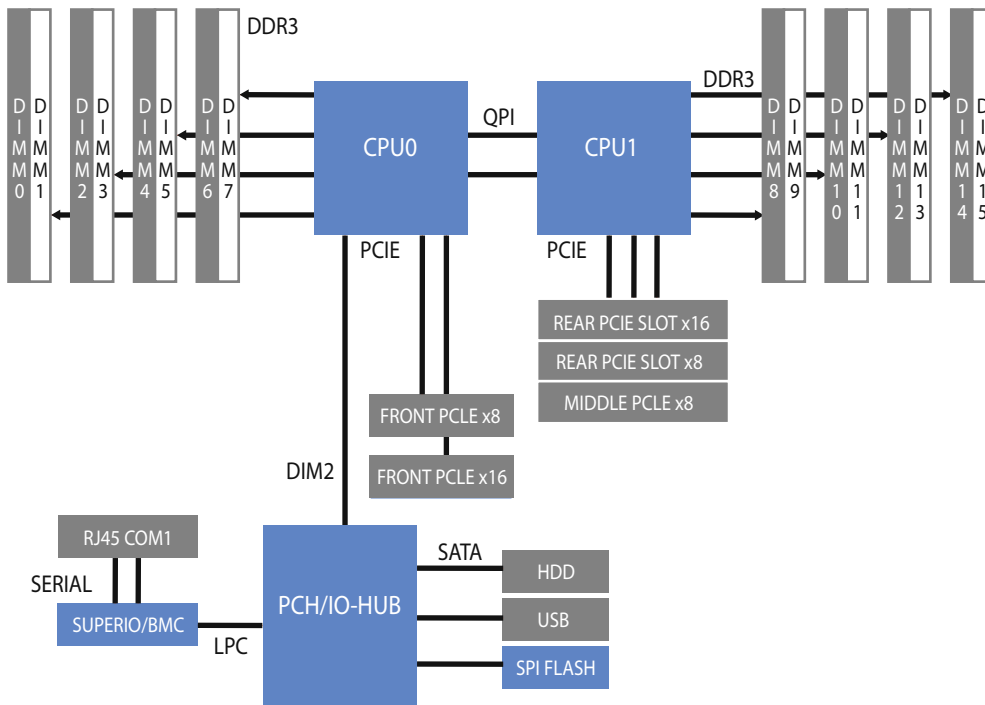 DDR3
DIMM0
DIMM1
DIMM2
DIMM3
DIMM4
DIMM5
DIMM6
DIMM7
CPU0
QPI
CPU1
DDR3
DIMM8
DIMM9
DIMM10
DIMM11
DIMM12
DIMM13
DIMM14
DIMM15
PCIE
PCIE
REAR PCIE SLOT x16
REAR PCIE SLOT x8
MIDDLE PCLE x8
FRONT PCLE x8
FRONT PCLE x16
DIM2
RJ45 COM1
SERIAL
SUPERIO/BMC
LPC
PCH/IO-HUB
SATA
HDD
USB
SPI FLASH